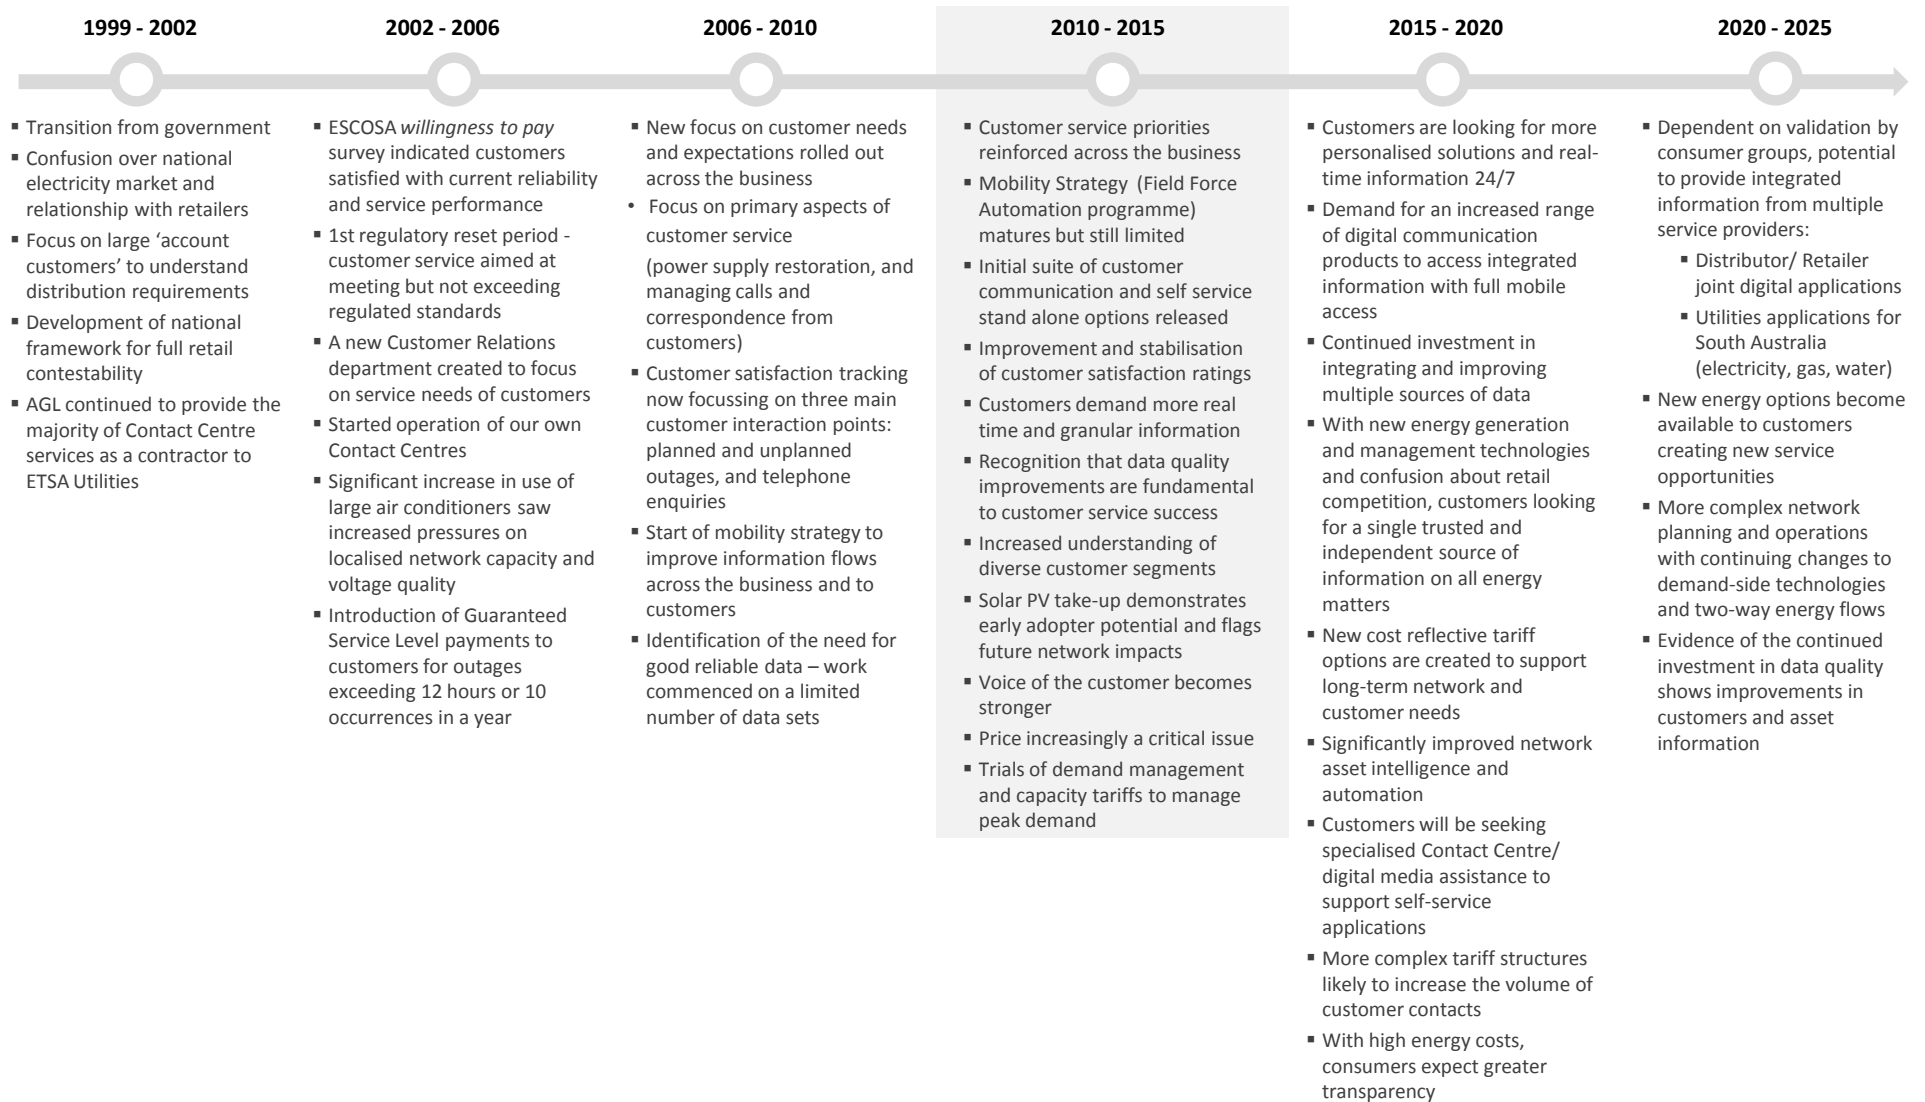 1999 - 2002
▪ Transition from government
▪ Confusion over national
electricity market and
relationship with retailers
▪ Focus on large ‘account
customers’ to understand
distribution requirements
▪ Development of national
framework for full retail
contestability
▪ AGL continued to provide the
majority of Contact Centre
services as a contractor to
ETSA Utilities
2002 - 2006
▪ ESCOSA willingness to pay
survey indicated customers
satisfied with current reliability
and service performance
▪ 1st regulatory reset period -
customer service aimed at
meeting but not exceeding
regulated standards
▪ A new Customer Relations
department created to focus
on service needs of customers
▪ Started operation of our own
Contact Centres
▪ Significant increase in use of
large air conditioners saw
increased pressures on
localised network capacity and
voltage quality
▪ Introduction of Guaranteed
Service Level payments to
customers for outages
exceeding 12 hours or 10
occurrences in a year
2006 - 2010
▪ New focus on customer needs
and expectations rolled out
across the business
• Focus on primary aspects of
customer service
(power supply restoration, and
managing calls and
correspondence from
customers)
▪ Customer satisfaction tracking
now focussing on three main
customer interaction points:
planned and unplanned
outages, and telephone
enquiries
▪ Start of mobility strategy to
improve information flows
across the business and to
customers
▪ Identification of the need for
good reliable data – work
commenced on a limited
number of data sets
2010 - 2015
▪ Customer service priorities
reinforced across the business
▪ Mobility Strategy (Field Force
Automation programme)
matures but still limited
▪ Initial suite of customer
communication and self service
stand alone options released
▪ Improvement and stabilisation
of customer satisfaction ratings
▪ Customers demand more real
time and granular information
▪ Recognition that data quality
improvements are fundamental
to customer service success
▪ Increased understanding of
diverse customer segments
▪ Solar PV take-up demonstrates
early adopter potential and flags
future network impacts
▪ Voice of the customer becomes
stronger
▪ Price increasingly a critical issue
▪ Trials of demand management
and capacity tariffs to manage
peak demand
2015 - 2020
▪ Customers are looking for more
personalised solutions and real-
time information 24/7
▪ Demand for an increased range
of digital communication
products to access integrated
information with full mobile
access
▪ Continued investment in
integrating and improving
multiple sources of data
▪ With new energy generation
and management technologies
and confusion about retail
competition, customers looking
for a single trusted and
independent source of
information on all energy
matters
▪ New cost reflective tariff
options are created to support
long-term network and
customer needs
▪ Significantly improved network
asset intelligence and
automation
▪ Customers will be seeking
specialised Contact Centre/
digital media assistance to
support self-service
applications
▪ More complex tariff structures
likely to increase the volume of
customer contacts
▪ With high energy costs,
consumers expect greater
transparency
2020 - 2025
▪ Dependent on validation by
consumer groups, potential
to provide integrated
information from multiple
service providers:
▪ Distributor/ Retailer
joint digital applications
▪ Utilities applications for
South Australia
(electricity, gas, water)
▪ New energy options become
available to customers
creating new service
opportunities
▪ More complex network
planning and operations
with continuing changes to
demand-side technologies
and two-way energy flows
▪ Evidence of the continued
investment in data quality
shows improvements in
customers and asset
information